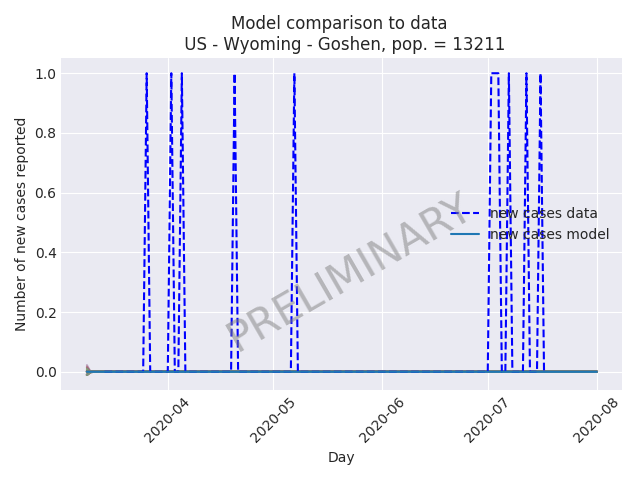 Model comparison to data
US - Wyoming - Goshen, pop. = 13211
Number of new cases reported
1.0
0.8
0.6
0.4
0.2
0.0
PRELIMINARY
new cases data
new cases model
2020-04
2020-05
2020-06
2020-07
2020-08
Day